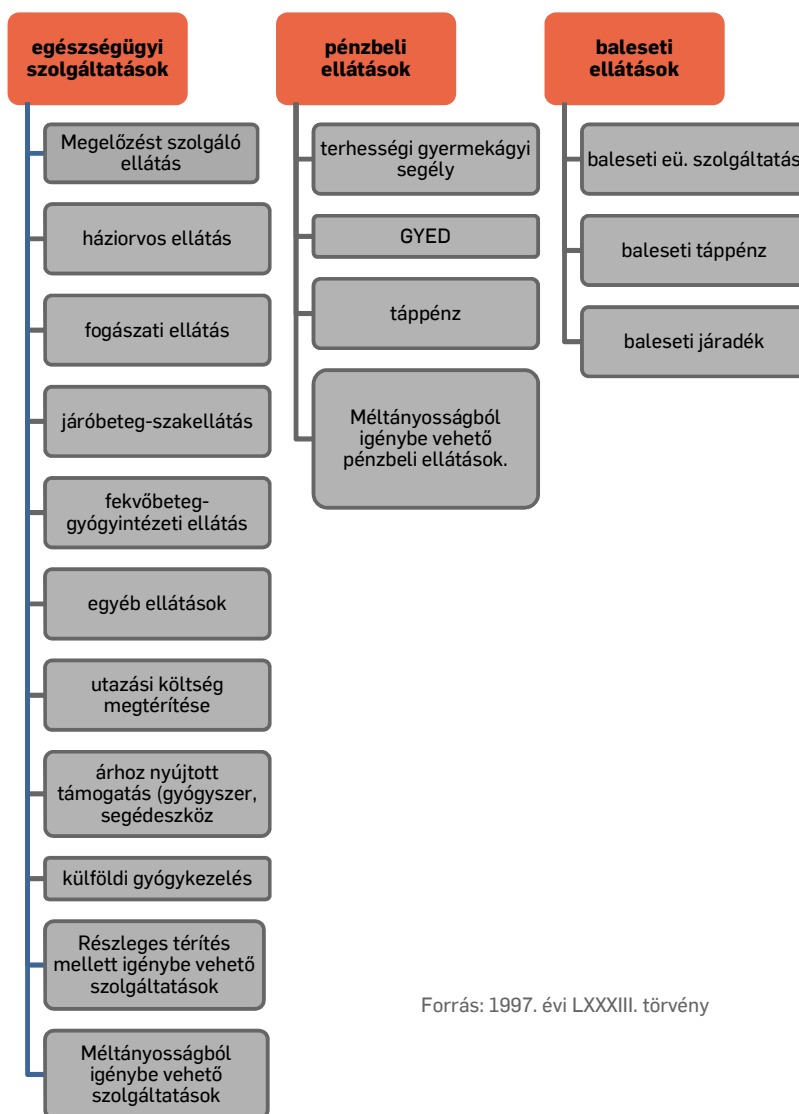 egészségügyi
szolgáltatások
Megelőzést szolgáló
ellátás
háziorvos ellátás
fogászati ellátás
járóbeteg-szakellátás
fekvőbeteg-
gyógyintézeti ellátás
egyéb ellátások
utazási költség
megtérítése
árhoz nyújtott
támogatás (gyógyszer,
segédeszköz
külföldi gyógykezelés
Részleges térítés
mellett igénybe vehető
szolgáltatások
Méltányosságból
igénybe vehető
szolgáltatások
pénzbeli
ellátások
terhességi gyermekágyi
segély
GYED
táppénz
Méltányosságból
igénybe vehető
pénzbeli ellátások.
baleseti
ellátások
baleseti eü. szolgáltatás
baleseti táppénz
baleseti járadék
Forrás: 1997. évi LXXXIII. törvény